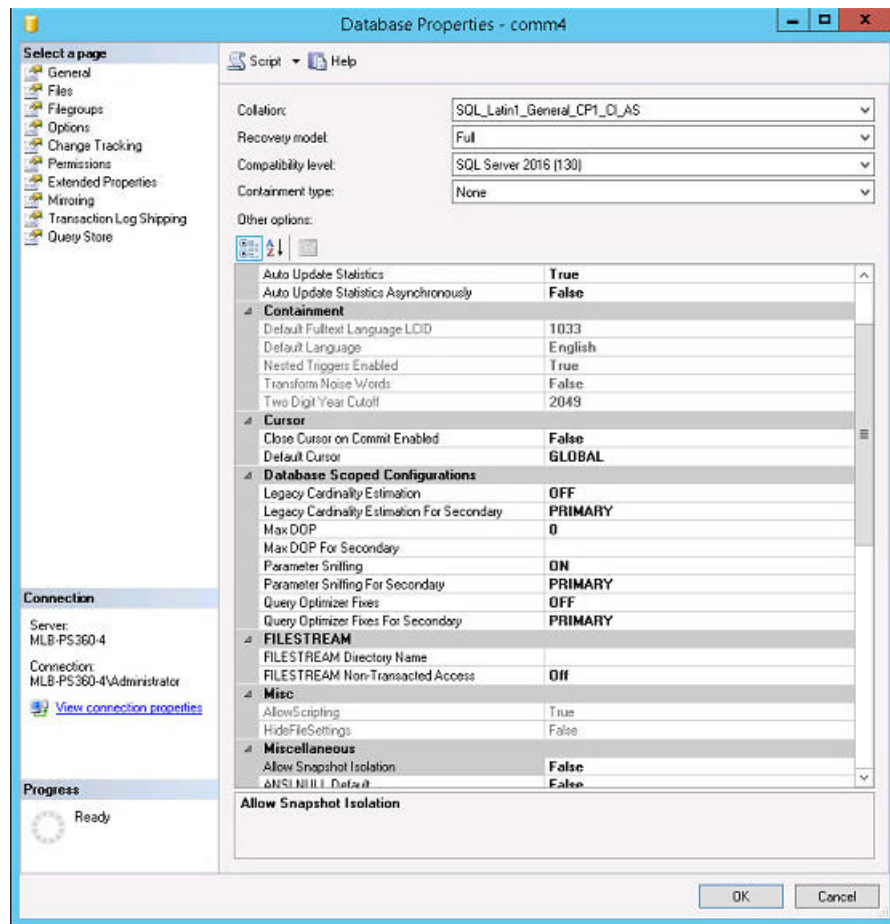 Database Properties - comm4
Select a page
General
Files
Filegroups
Options
Change Tracking
Permissions
Extended Properties
Mirroring
Transaction Log Shipping
Query Store
Connection
Server:
MLB-PS360-4
Connection:
MLB-PS360-4\Administrator
View connection properties
Progress
Ready
Script Help
Collation: SQL_Latin1_General_CP1_CI_AS
Recovery model: Full
Compatibility level: SQL Server 2016 (130)
Containment type: None
Other options:
Auto Update Statistics True
Auto Update Statistics Asynchronously False
Containment
Default Fulltext Language LCID 1033
Default Language English
Nested Triggers Enabled True
Transform Noise Words False
Two Digit Year Cutoff 2049
Cursor
Close Cursor on Commit Enabled False
Default Cursor GLOBAL
Database Scoped Configurations
Legacy Cardinality Estimation OFF
Legacy Cardinality Estimation For Secondary PRIMARY
Max DOP 0
Max DOP For Secondary
Parameter Sniffing ON
Parameter Sniffing For Secondary PRIMARY
Query Optimizer Fixes OFF
Query Optimizer Fixes For Secondary PRIMARY
FILESTREAM
FILESTREAM Directory Name
FILESTREAM Non-Transacted Access Off
Misc
AllowScripting True
HideFileSettings False
Miscellaneous
Allow Snapshot Isolation False
ANSI NULL Default False
Allow Snapshot Isolation
OK Cancel